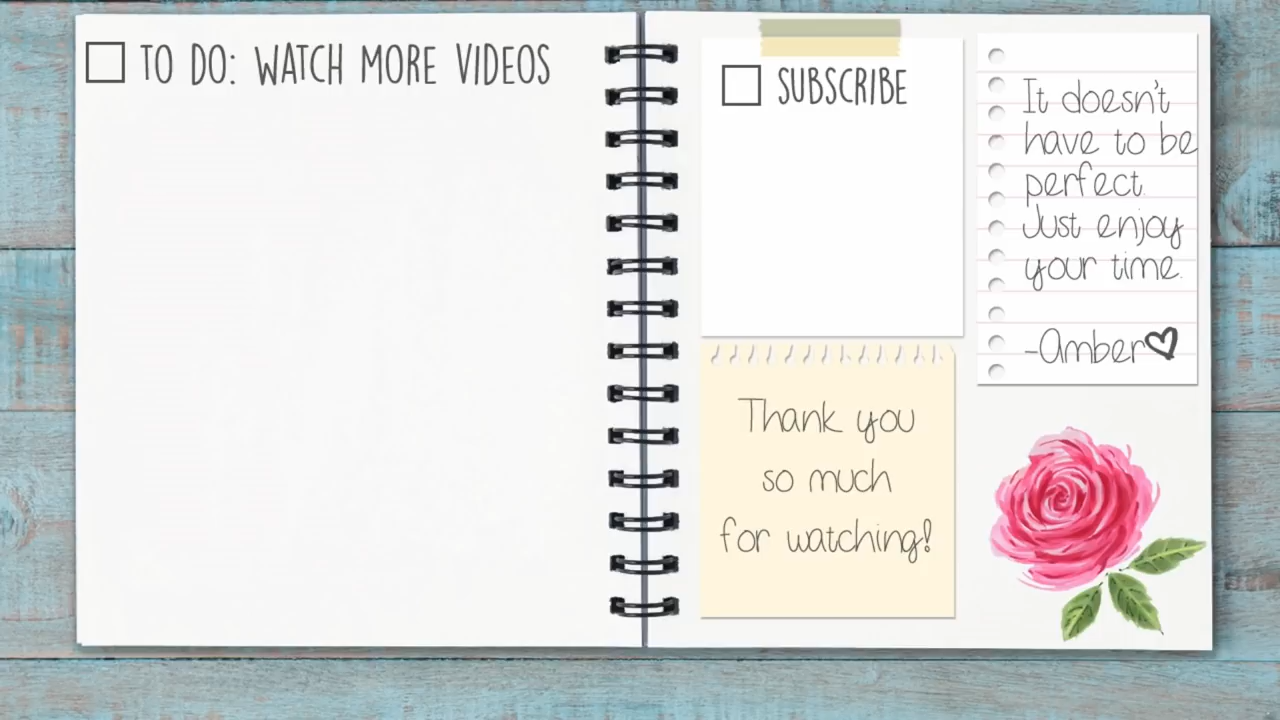 TO DO: WATCH MORE VIDEOS
SUBSCRIBE
It doesn't
have to be
perfect.
Just enjoy
your time.
-Amber
Thank you
so much
for watching!